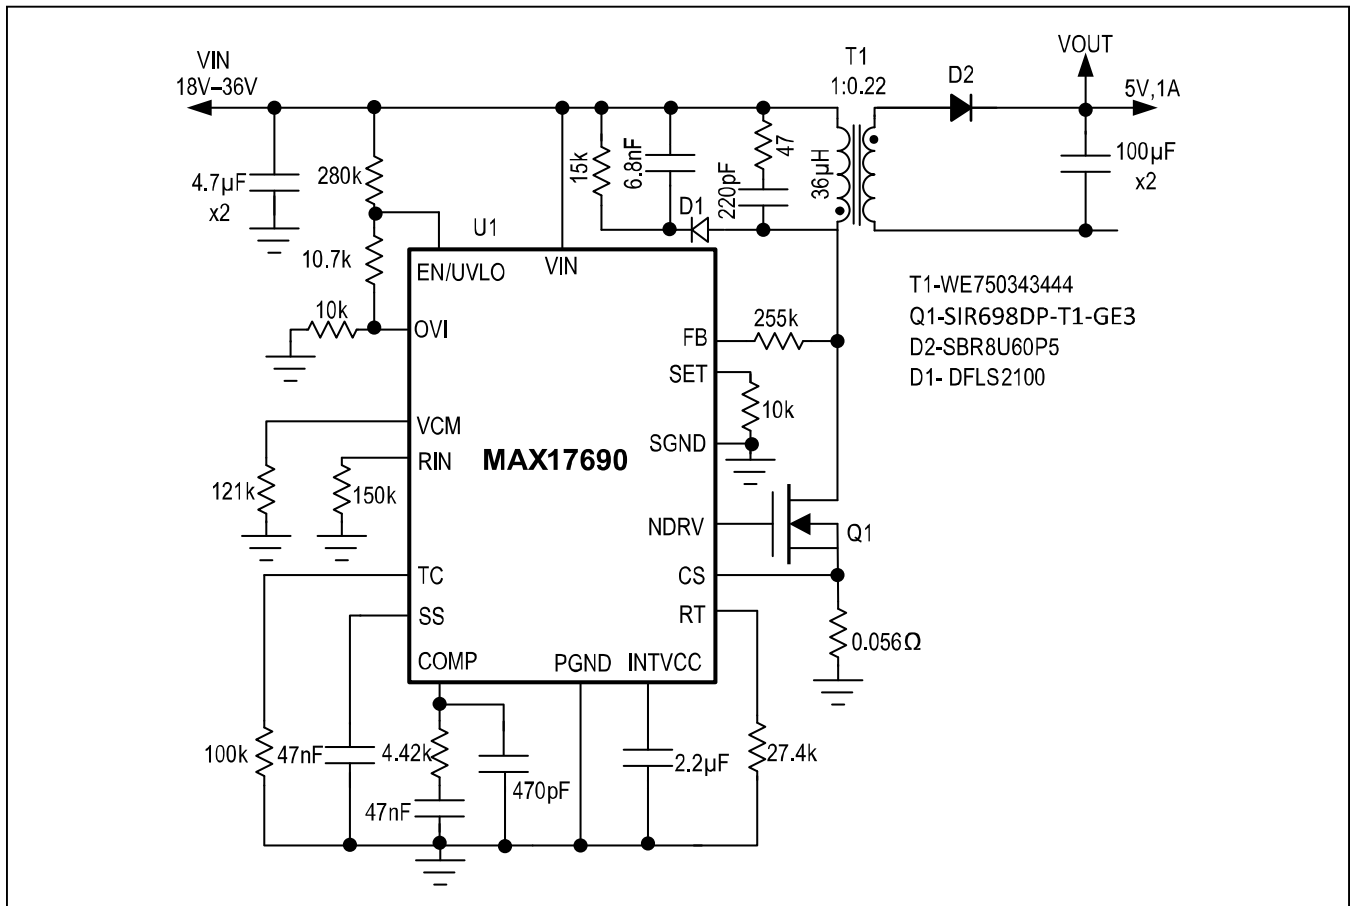 VIN
18V–36V
T1
1:0.22
D2
VOUT
5V,1A
4.7µF
x2
280k
15k
6.8nF
47
220pF
36µH
D1
100µF
x2
10.7k
U1
10k
EN/UVLO
VIN
OVI
FB
255k
SET
10k
SGND
VCM
RIN
MAX17690
121k
150k
NDRV
Q1
TC
CS
SS
RT
0.056Ω
COMP
PGND
INTVCC
100k
47nF
4.42k
470pF
47nF
2.2µF
27.4k
T1-WE750343444
Q1-SIR698DP-T1-GE3
D2-SBR8U60P5
D1- DFLS2100